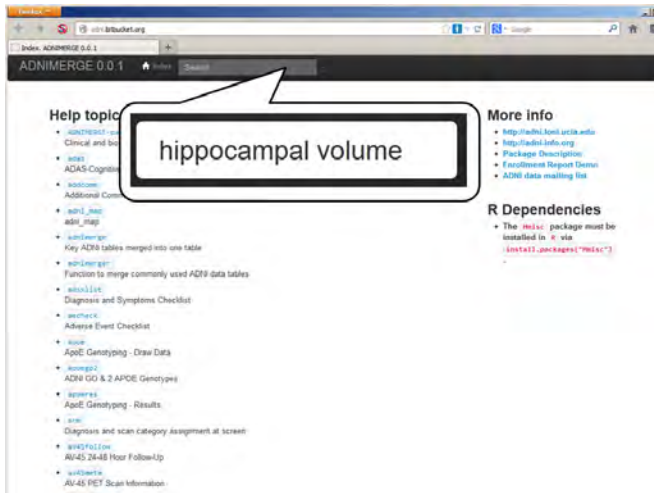 adni.bitbucket.org
Google
Index. ADNIMERGE 0.0.1
ADNIMERGE 0.0.1
Index
Search
hippocampal volume
Help topic
Clinical and bio
adas
ADAS-Cognitive
addcomm
Additional Com
adni_map
adni_map
adnimerge
Key ADNI tables merged into one table
adnimerger
Function to merge commonly used ADNI data tables
adsxlist
Diagnosis and Symptoms Checklist
aecheck
Adverse Event Checklist
apoe
ApoE Genotyping - Draw Data
apoego2
ADNI GO & 2 APOE Genotypes
apoeres
ApoE Genotyping - Results
arm
Diagnosis and scan category assignment at screen
av45follow
AV-45 24-48 Hour Follow-Up
av45meta
AV-45 PET Scan Information
More info
http://adni.loni.ucla.edu
http://adni-info.org
Package Description
Enrollment Report Demo
ADNI data mailing list
R Dependencies
The Hmisc package must be
installed in R via
install.packages("Hmisc")
.